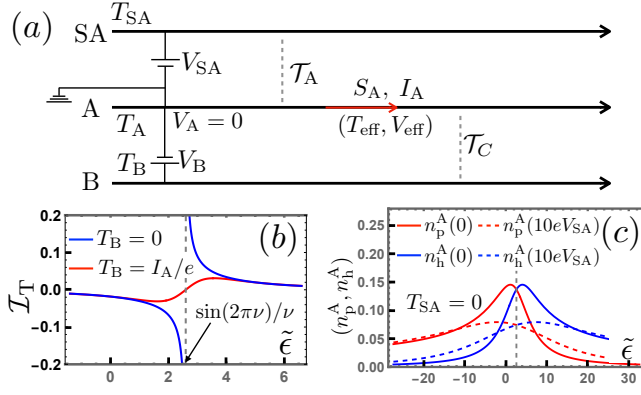 (a)
T_SA
SA
V_SA
𝒯_A
S_A, I_A
A
T_A
V_A = 0
(T_eff, V_eff)
T_B
V_B
𝒯_C
B
0.2
(b)
T_B = 0
0.1
T_B = I_A/e
ℐ_T
0.0
-0.1
sin(2πν)/ν
-0.2
0 2 4 6
ϵ̃
(c)
n_p^A(0)
n_p^A(10eV_SA)
n_h^A(0)
n_h^A(10eV_SA)
(n_p^A, n_h^A)
0.25
0.20
0.15
T_SA = 0
0.10
0.05
0.00
-20 -10 0 10 20 30
ϵ̃